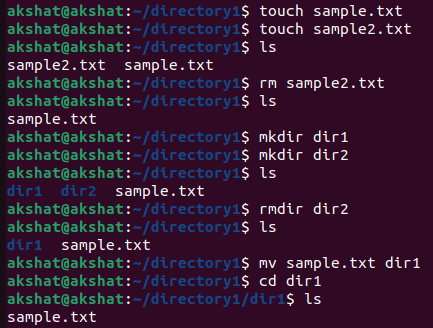 akshat@akshat:~/directory1$ touch sample.txt
akshat@akshat:~/directory1$ touch sample2.txt
akshat@akshat:~/directory1$ ls
sample2.txt  sample.txt
akshat@akshat:~/directory1$ rm sample2.txt
akshat@akshat:~/directory1$ ls
sample.txt
akshat@akshat:~/directory1$ mkdir dir1
akshat@akshat:~/directory1$ mkdir dir2
akshat@akshat:~/directory1$ ls
dir1  dir2  sample.txt
akshat@akshat:~/directory1$ rmdir dir2
akshat@akshat:~/directory1$ ls
dir1  sample.txt
akshat@akshat:~/directory1$ mv sample.txt dir1
akshat@akshat:~/directory1$ cd dir1
akshat@akshat:~/directory1/dir1$ ls
sample.txt